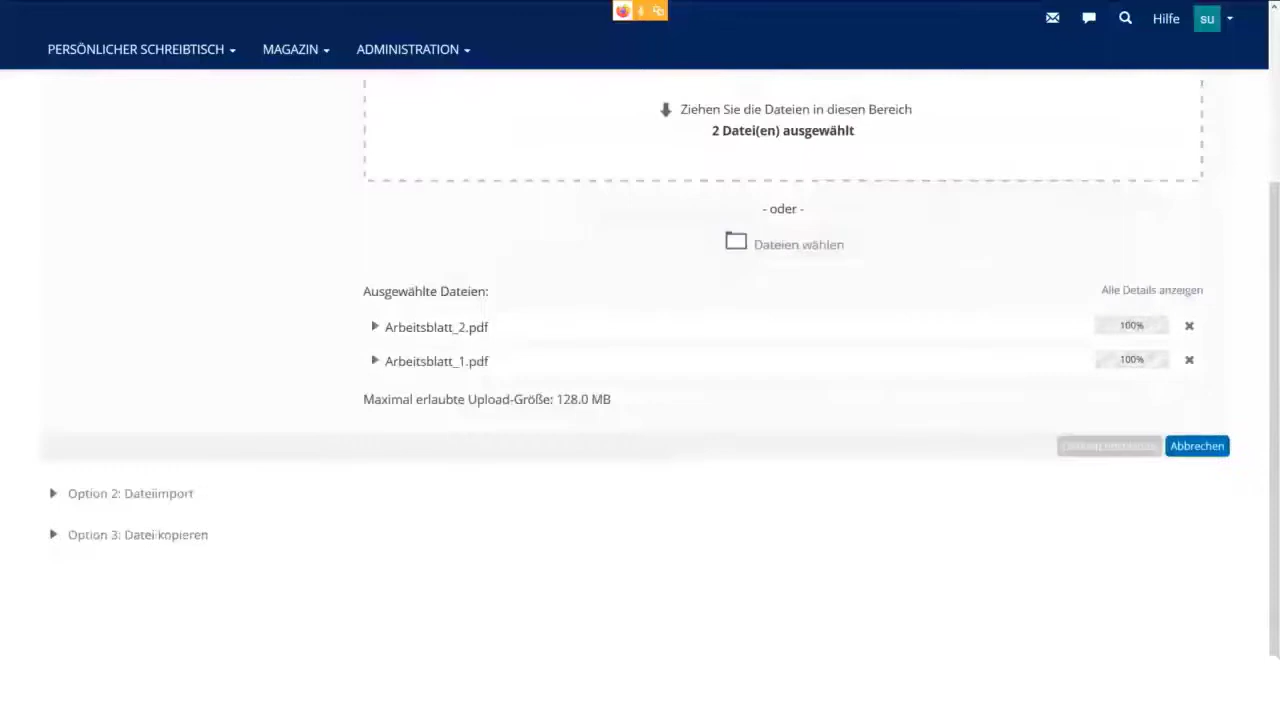 Hilfe
su
PERSÖNLICHER SCHREIBTISCH
MAGAZIN
ADMINISTRATION
Ziehen Sie die Dateien in diesen Bereich
2 Datei(en) ausgewählt
- oder -
Dateien wählen
Ausgewählte Dateien:
Alle Details anzeigen
Arbeitsblatt_2.pdf
100%
Arbeitsblatt_1.pdf
100%
Maximal erlaubte Upload-Größe: 128.0 MB
Abbrechen
Option 2: Dateiimport
Option 3: Datei kopieren